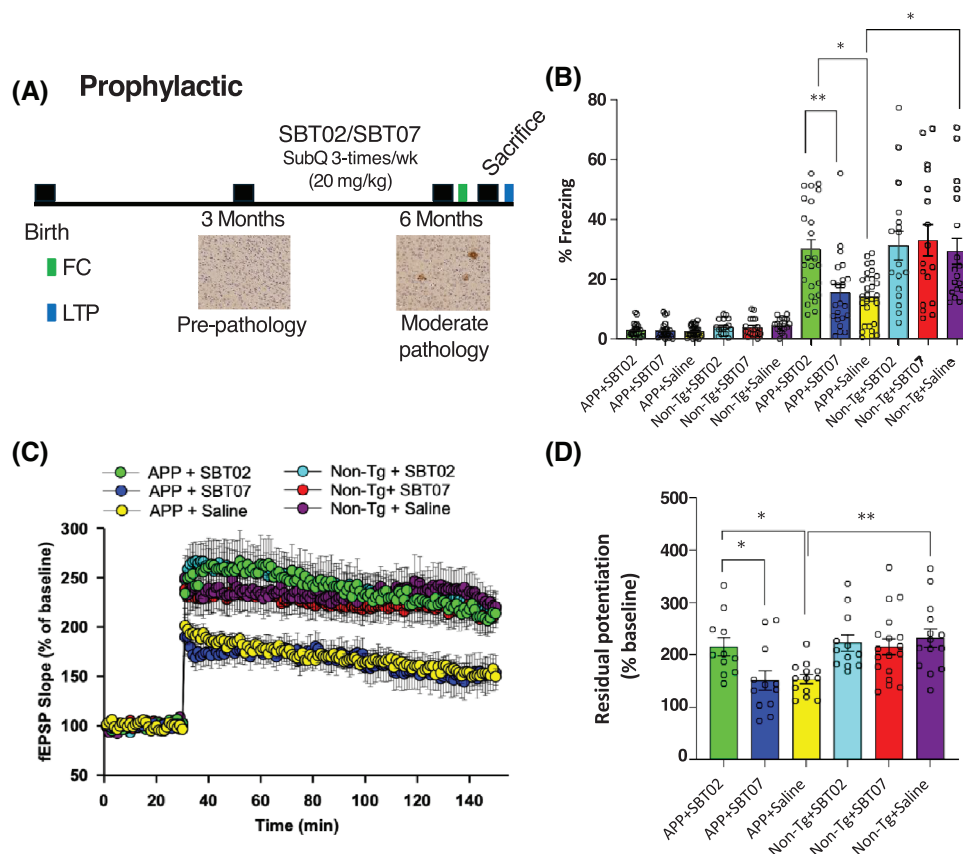 (A) Prophylactic
SBT02/SBT07
SubQ 3-times/wk
(20 mg/kg)
Sacrifice
3 Months
6 Months
Birth
FC
LTP
Pre-pathology
Moderate
pathology
(B)
% Freezing
80
60
40
20
0
*
**
*
APP+SBT02
APP+SBT07
APP+Saline
Non-Tg+SBT02
Non-Tg+SBT07
Non-Tg+Saline
APP+SBT02
APP+SBT07
APP+Saline
Non-Tg+SBT02
Non-Tg+SBT07
Non-Tg+Saline
(C)
APP + SBT02
APP + SBT07
APP + Saline
Non-Tg + SBT02
Non-Tg+ SBT07
Non-Tg + Saline
fEPSP Slope (% of baseline)
300
250
200
150
100
50
0 20 40 60 80 100 120 140
Time (min)
(D)
Residual potentiation
(% baseline)
500
400
300
200
100
0
*
*
**
APP+SBT02
APP+SBT07
APP+Saline
Non-Tg+SBT02
Non-Tg+SBT07
Non-Tg+Saline